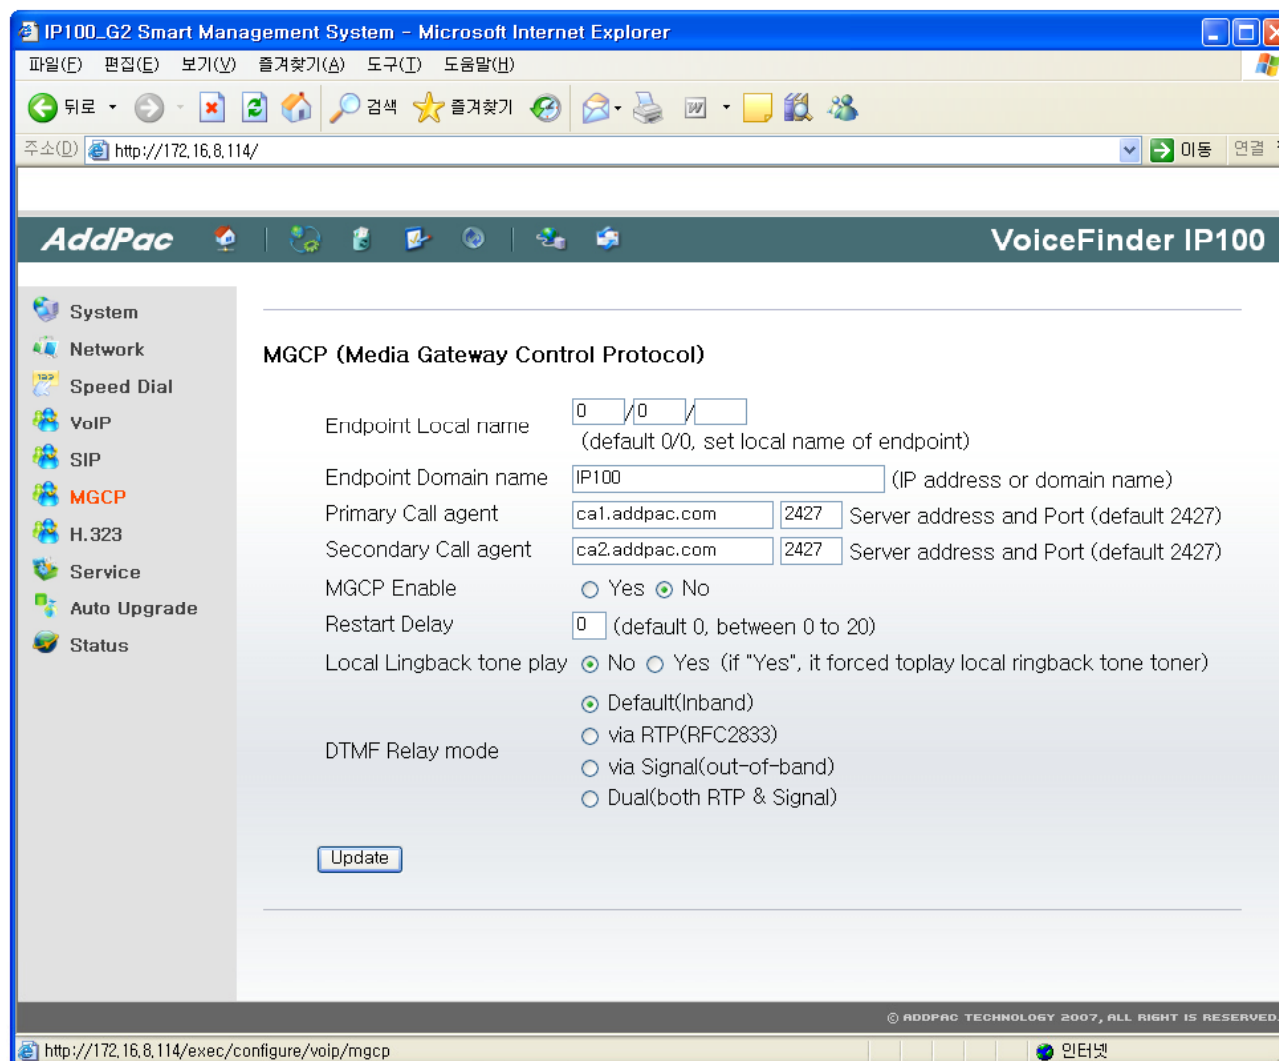 IP100_G2 Smart Management System - Microsoft Internet Explorer
파일(F) 편집(E) 보기(V) 즐겨찾기(A) 도구(T) 도움말(H)
뒤로 검색 즐겨찾기
주소(D) http://172.16.8.114/ 이동 연결
AddPac VoiceFinder IP100
System
Network
Speed Dial
VoIP
SIP
MGCP
H.323
Service
Auto Upgrade
Status
MGCP (Media Gateway Control Protocol)
Endpoint Local name 0 /0 /
(default 0/0, set local name of endpoint)
Endpoint Domain name IP100 (IP address or domain name)
Primary Call agent ca1.addpac.com 2427 Server address and Port (default 2427)
Secondary Call agent ca2.addpac.com 2427 Server address and Port (default 2427)
MGCP Enable Yes No
Restart Delay 0 (default 0, between 0 to 20)
Local Lingback tone play No Yes (if "Yes", it forced toplay local ringback tone toner)
DTMF Relay mode
Default(Inband)
via RTP(RFC2833)
via Signal(out-of-band)
Dual(both RTP & Signal)
Update
© ADDPAC TECHNOLOGY 2007, ALL RIGHT IS RESERVED.
http://172.16.8.114/exec/configure/voip/mgcp 인터넷